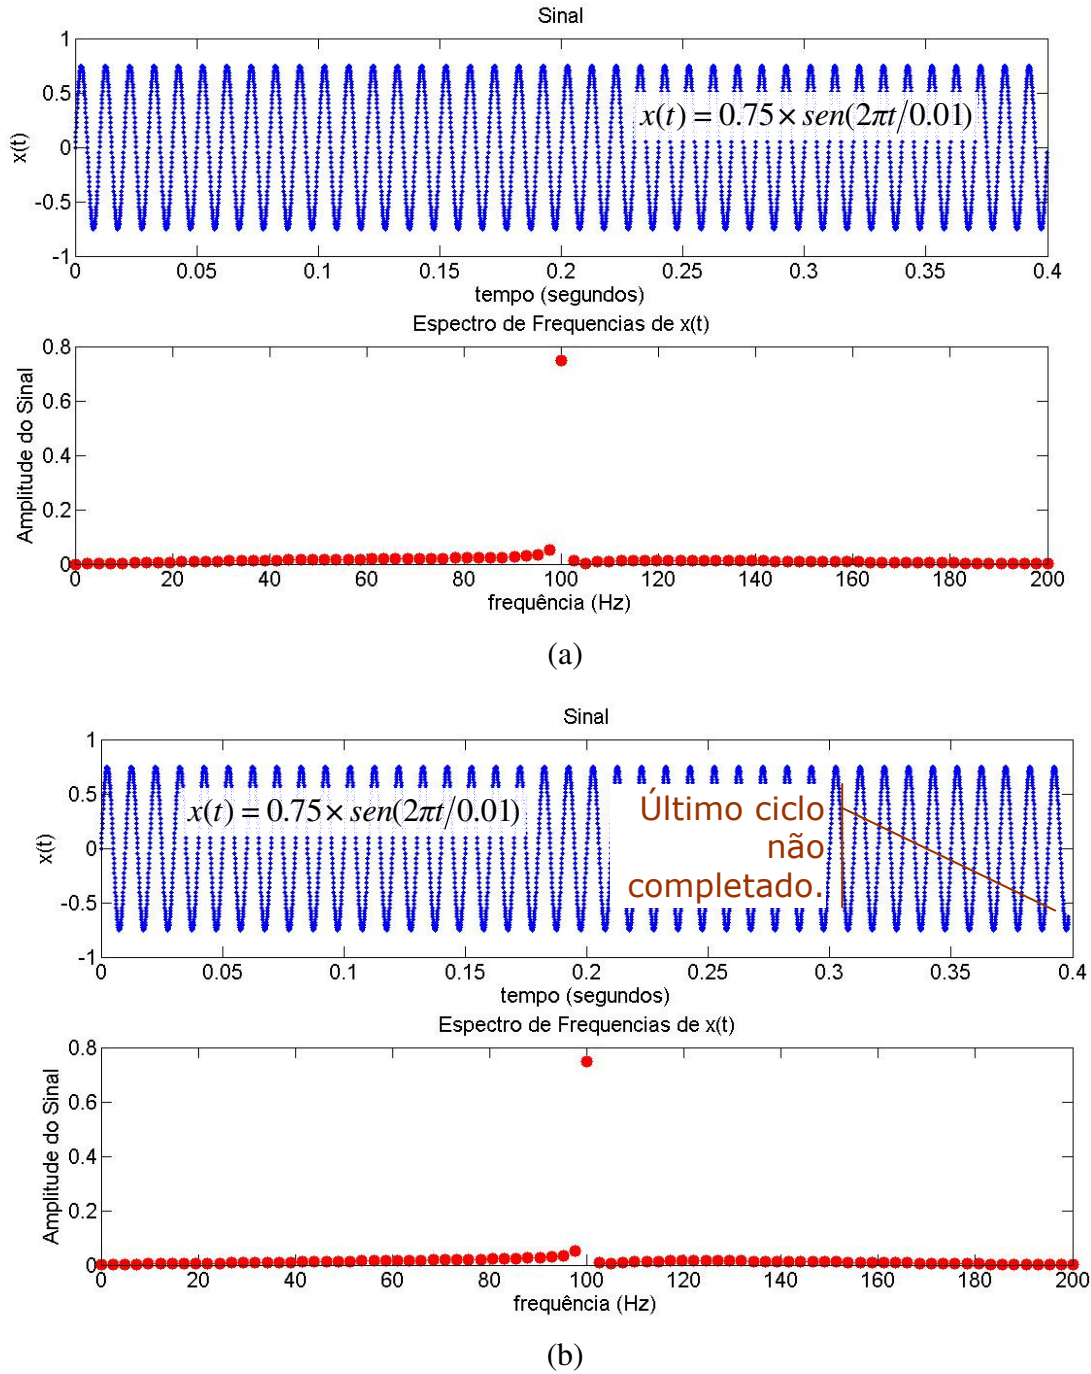 Sinal
1
0.5
0
-0.5
-1
x(t)
x(t) = 0.75 × sen(2πt/0.01)
0 0.05 0.1 0.15 0.2 0.25 0.3 0.35 0.4
tempo (segundos)
Espectro de Frequencias de x(t)
0.8
0.6
0.4
0.2
0
Amplitude do Sinal
0 20 40 60 80 100 120 140 160 180 200
frequência (Hz)
(a)
Sinal
1
0.5
0
-0.5
-1
x(t)
x(t) = 0.75 × sen(2πt/0.01)
Último ciclo
não
completado.
0 0.05 0.1 0.15 0.2 0.25 0.3 0.35 0.4
tempo (segundos)
Espectro de Frequencias de x(t)
0.8
0.6
0.4
0.2
0
Amplitude do Sinal
0 20 40 60 80 100 120 140 160 180 200
frequência (Hz)
(b)